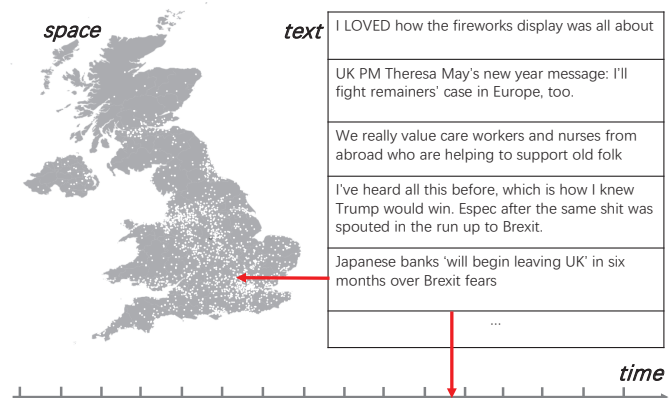 space
text
I LOVED how the fireworks display was all about
UK PM Theresa May's new year message: I'll
fight remainers' case in Europe, too.
We really value care workers and nurses from
abroad who are helping to support old folk
I've heard all this before, which is how I knew
Trump would win. Espec after the same shit was
spouted in the run up to Brexit.
Japanese banks 'will begin leaving UK' in six
months over Brexit fears
...
time